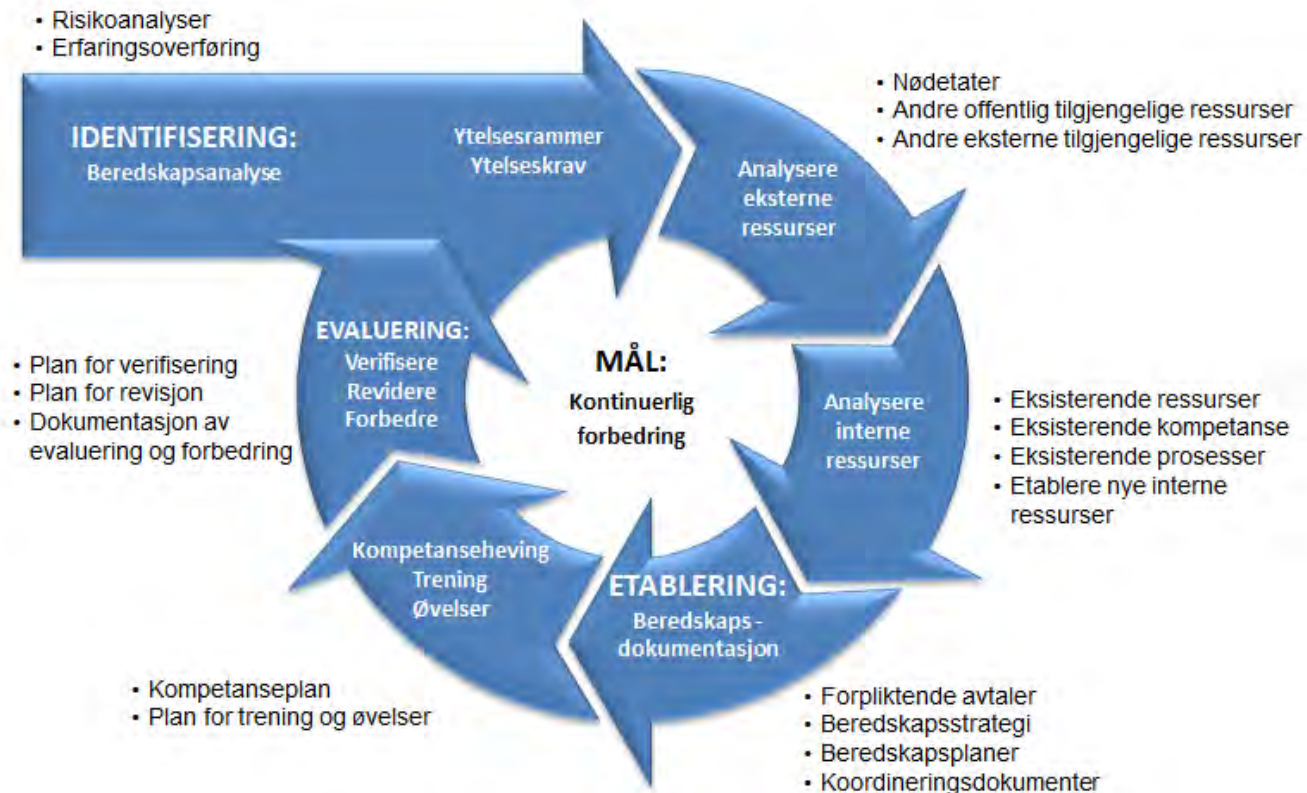 • Risikoanalyser
• Erfaringsoverføring
IDENTIFISERING:
Beredskapsanalyse
Ytelsesrammer
Ytelseskrav
• Nødetater
• Andre offentlig tilgjengelige ressurser
• Andre eksterne tilgjengelige ressurser
Analysere
eksterne
ressurser
Analysere
interne
ressurser
• Eksisterende ressurser
• Eksisterende kompetanse
• Eksisterende prosesser
• Etablere nye interne
ressurser
ETABLERING:
Beredskaps -
dokumentasjon
• Forpliktende avtaler
• Beredskapsstrategi
• Beredskapsplaner
• Koordineringsdokumenter
Kompetanseheving
Trening
Øvelser
• Kompetanseplan
• Plan for trening og øvelser
EVALUERING:
Verifisere
Revidere
Forbedre
• Plan for verifisering
• Plan for revisjon
• Dokumentasjon av
evaluering og forbedring
MÅL:
Kontinuerlig
forbedring